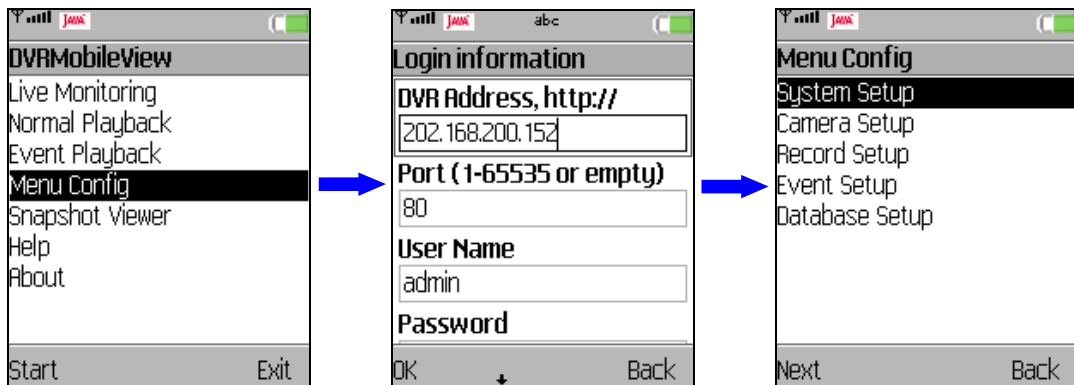 JAVA
DVRMobileView
Live Monitoring
Normal Playback
Event Playback
Menu Config
Snapshot Viewer
Help
About
Start Exit
JAVA abc
Login information
DVR Address, http://
202.168.200.152
Port (1-65535 or empty)
80
User Name
admin
Password
OK Back
JAVA
Menu Config
System Setup
Camera Setup
Record Setup
Event Setup
Database Setup
Next Back